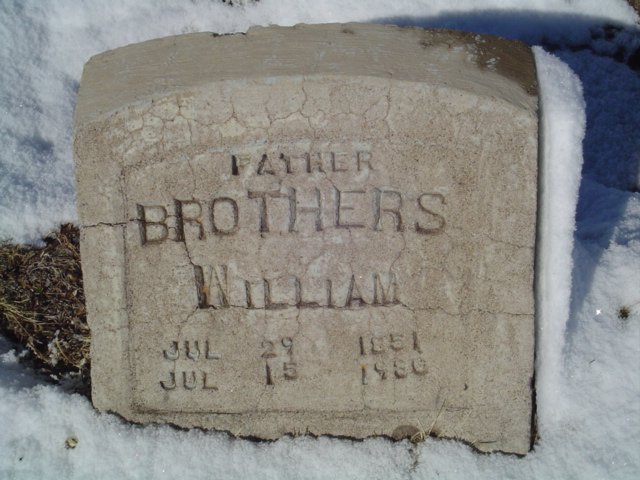 FATHER
BROTHERS
WILLIAM
JUL 29 1851
JUL 15